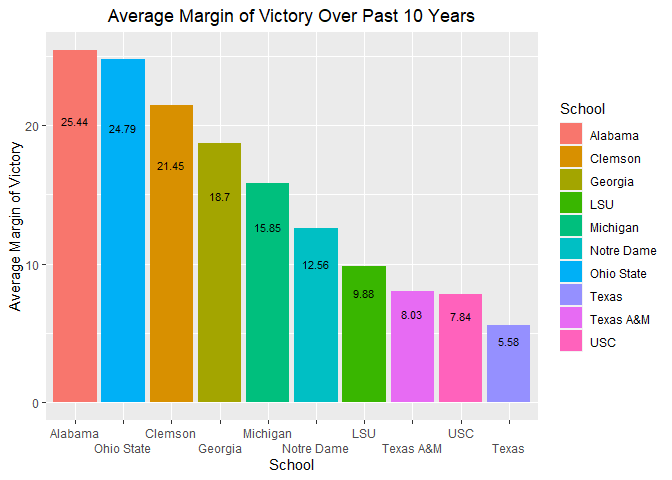 Average Margin of Victory Over Past 10 Years
Average Margin of Victory
20
10
0
25.44
24.79
21.45
18.7
15.85
12.56
9.88
8.03
7.84
5.58
Alabama
Ohio State
Clemson
Georgia
Michigan
Notre Dame
LSU
Texas A&M
USC
Texas
School
School
Alabama
Clemson
Georgia
LSU
Michigan
Notre Dame
Ohio State
Texas
Texas A&M
USC